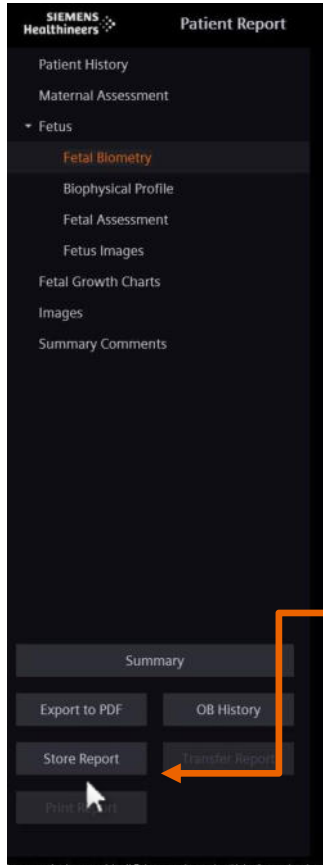 SIEMENS
Healthineers
Patient Report
Patient History
Maternal Assessment
Fetus
Fetal Biometry
Biophysical Profile
Fetal Assessment
Fetus Images
Fetal Growth Charts
Images
Summary Comments
Summary
Export to PDF OB History
Store Report Transfer Report
Print Report